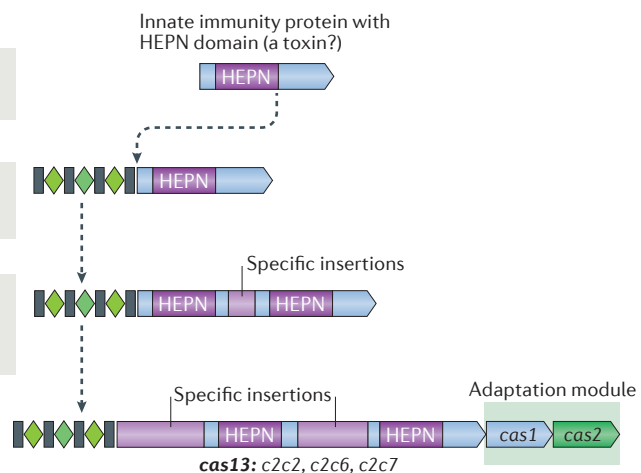 Innate immunity protein with
HEPN domain (a toxin?)
HEPN
HEPN
Specific insertions
HEPN HEPN
Specific insertions
Adaptation module
HEPN HEPN cas1 cas2
cas13: c2c2, c2c6, c2c7